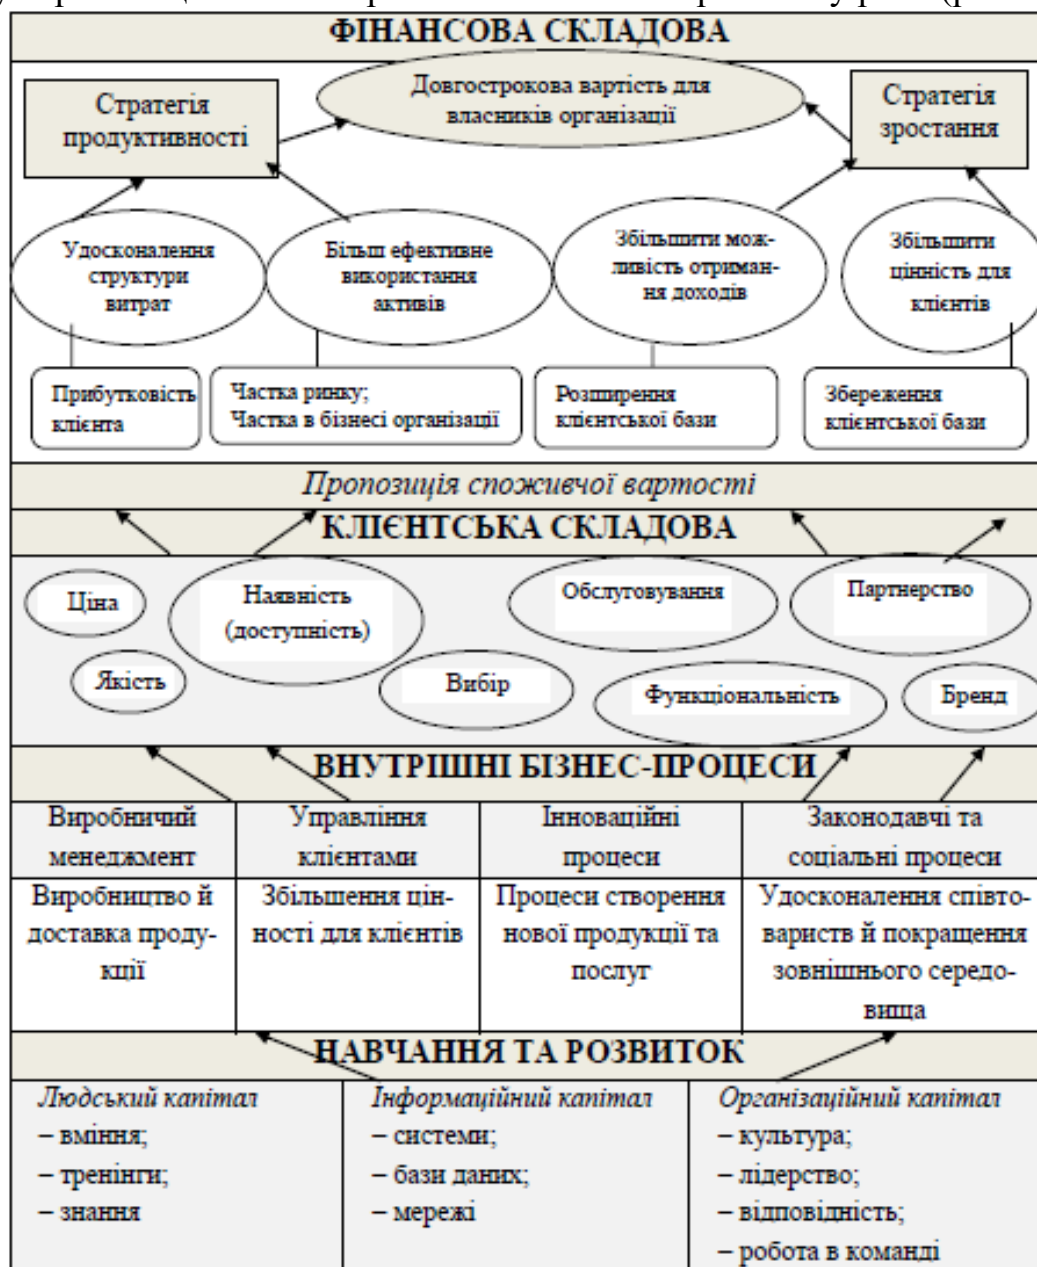 ФІНАНСОВА СКЛАДОВА
Довгострокова вартість для
власників організації
Стратегія
продуктивності
Стратегія
зростання
Удосконалення
структури
витрат
Більш ефективне
використання
активів
Збільшити мож-
ливість отриман-
ня доходів
Збільшити
цінність для
клієнтів
Прибутковість
клієнта
Частка ринку;
Частка в бізнесі організації
Розширення
клієнтської бази
Збереження
клієнтської бази
Пропозиція споживчої вартості
КЛІЄНТСЬКА СКЛАДОВА
Ціна
Наявність
(доступність)
Обслуговування
Партнерство
Якість
Вибір
Функціональність
Бренд
ВНУТРІШНІ БІЗНЕС-ПРОЦЕСИ
Виробничий
менеджмент
Управління
клієнтами
Інноваційні
процеси
Законодавчі та
соціальні процеси
Виробництво й
доставка проду-
кції
Збільшення цін-
ності для клієнтів
Процеси створення
нової продукції та
послуг
Удосконалення співто-
вариств й покращення
зовнішнього середо-
вища
НАВЧАННЯ ТА РОЗВИТОК
Людський капітал
– вміння;
– тренінги;
– знання
Інформаційний капітал
– системи;
– бази даних;
– мережі
Організаційний капітал
– культура;
– лідерство;
– відповідність;
– робота в команді